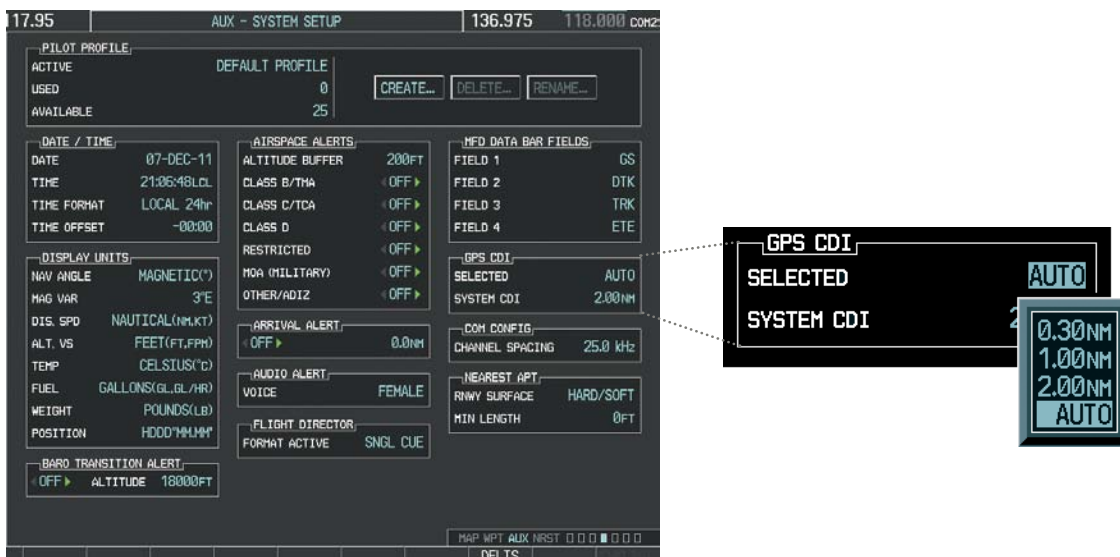 17.95 AUX - SYSTEM SETUP 136.975 118.000 COM2
PILOT PROFILE
ACTIVE DEFAULT PROFILE
USED 0
AVAILABLE 25
CREATE… DELETE… RENAME…
DATE / TIME
DATE 07-DEC-11
TIME 21:06:48LCL
TIME FORMAT LOCAL 24hr
TIME OFFSET -00:00
DISPLAY UNITS
NAV ANGLE MAGNETIC(°)
MAG VAR 3°E
DIS, SPD NAUTICAL(NM,KT)
ALT, VS FEET(FT,FPM)
TEMP CELSIUS(°C)
FUEL GALLONS(GL,GL/HR)
WEIGHT POUNDS(LB)
POSITION HDDD°MM.MM'
BARO TRANSITION ALERT
OFF ALTITUDE 18000FT
AIRSPACE ALERTS
ALTITUDE BUFFER 200FT
CLASS B/TMA OFF
CLASS C/TCA OFF
CLASS D OFF
RESTRICTED OFF
MOA (MILITARY) OFF
OTHER/ADIZ OFF
ARRIVAL ALERT
OFF 0.0NM
AUDIO ALERT
VOICE FEMALE
FLIGHT DIRECTOR
FORMAT ACTIVE SNGL CUE
MFD DATA BAR FIELDS
FIELD 1 GS
FIELD 2 DTK
FIELD 3 TRK
FIELD 4 ETE
GPS CDI
SELECTED AUTO
SYSTEM CDI 2.00NM
COM CONFIG
CHANNEL SPACING 25.0 kHz
NEAREST APT
RNWY SURFACE HARD/SOFT
MIN LENGTH 0FT
MAP WPT AUX NRST
GPS CDI
SELECTED AUTO
SYSTEM CDI 2
0.30NM
1.00NM
2.00NM
AUTO